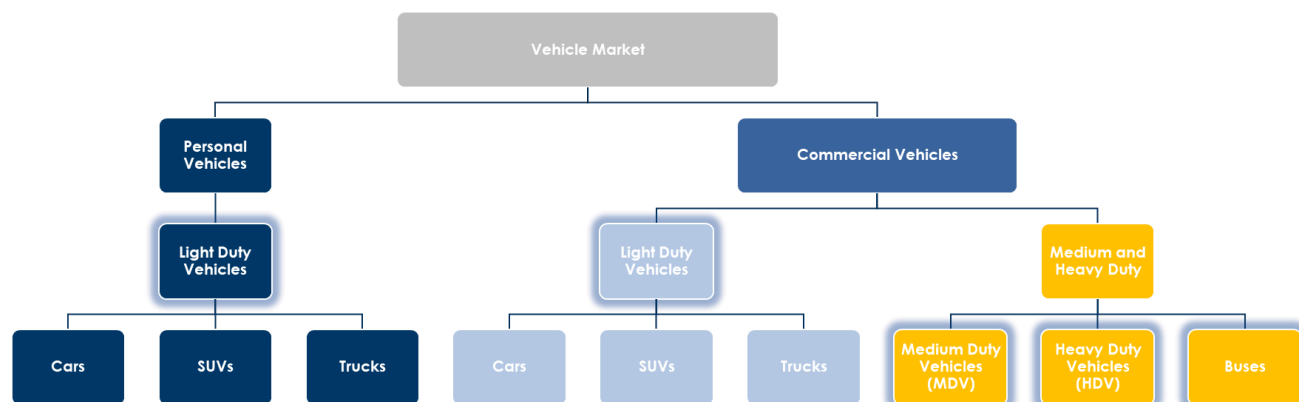 Vehicle Market
Personal
Vehicles
Commercial Vehicles
Light Duty
Vehicles
Light Duty
Vehicles
Medium and
Heavy Duty
Cars
SUVs
Trucks
Cars
SUVs
Trucks
Medium Duty
Vehicles
(MDV)
Heavy Duty
Vehicles
(HDV)
Buses